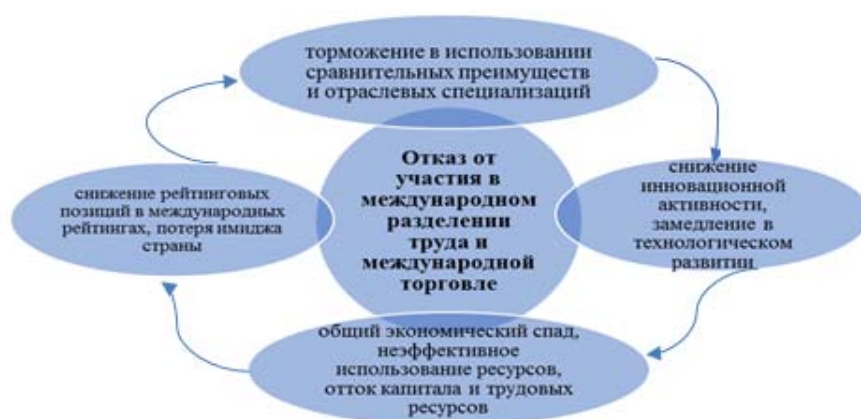 торможение в использовании
сравнительных преимуществ
и отраслевых специализаций
Отказ от
участия в
международном
разделении
труда и
международной
торговле
снижение
инновационной
активности,
замедление в
технологическом
развитии
общий экономический спад,
неэффективное
использование ресурсов,
отток капитала и трудовых
ресурсов
снижение рейтинговых
позиций в международных
рейтингах, потеря имиджа
страны